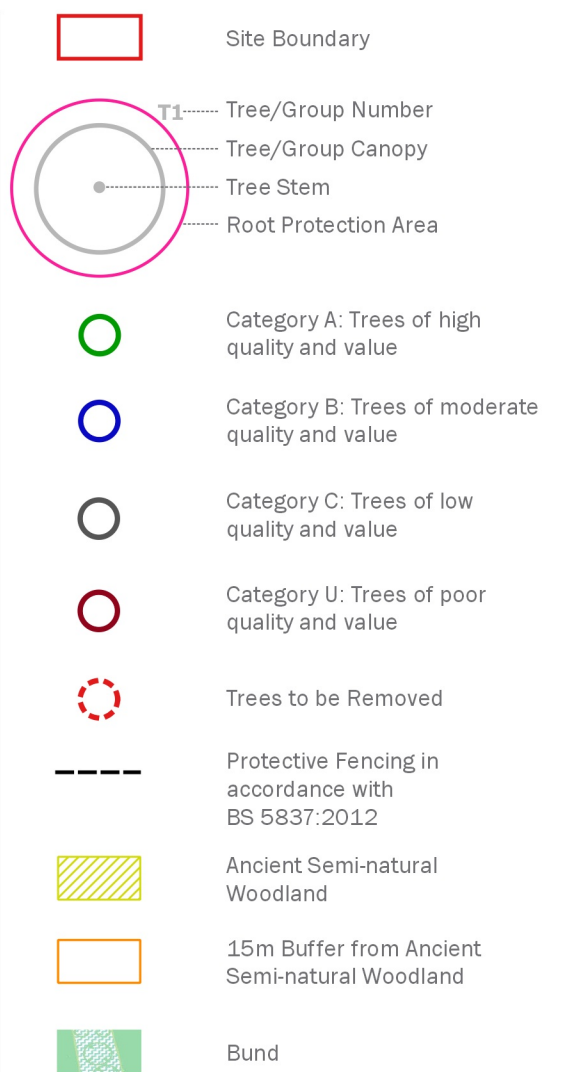 Site Boundary
T1
Tree/Group Number
Tree/Group Canopy
Tree Stem
Root Protection Area
Category A: Trees of high
quality and value
Category B: Trees of moderate
quality and value
Category C: Trees of low
quality and value
Category U: Trees of poor
quality and value
Trees to be Removed
Protective Fencing in
accordance with
BS 5837:2012
Ancient Semi-natural
Woodland
15m Buffer from Ancient
Semi-natural Woodland
Bund